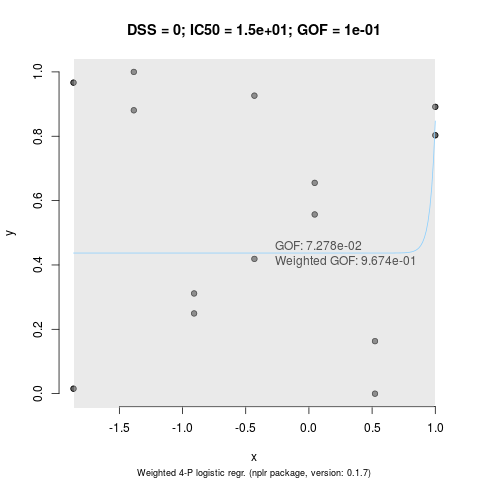 DSS = 0; IC50 = 1.5e+01; GOF = 1e-01
1.0
0.8
0.6
0.4
0.2
0.0
y
GOF: 7.278e-02
Weighted GOF: 9.674e-01
-1.5 -1.0 -0.5 0.0 0.5 1.0
x
Weighted 4-P logistic regr. (nplr package, version: 0.1.7)